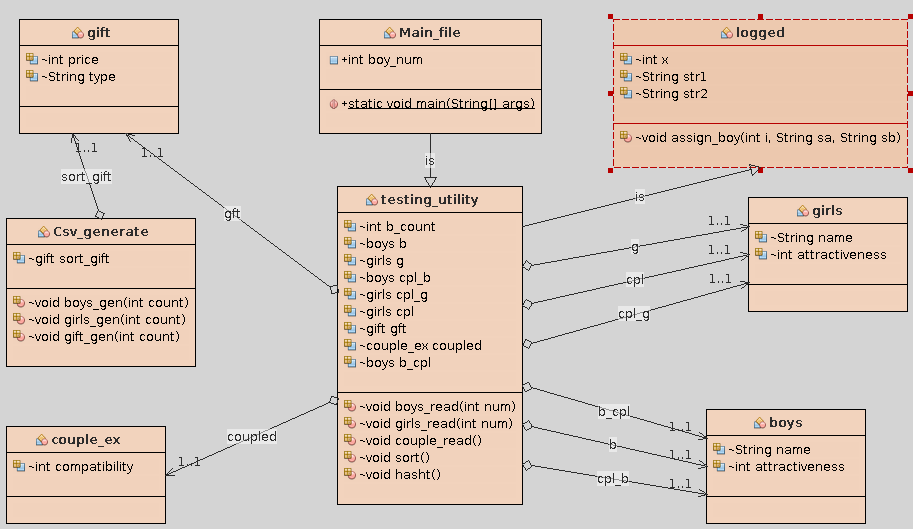 gift
~int price
~String type
Main_file
+int boy_num
+static void main(String[] args)
logged
~int x
~String str1
~String str2
~void assign_boy(int i, String sa, String sb)
1..1
1..1
sort_gift
gft
is
is
Csv_generate
~gift sort_gift
~void boys_gen(int count)
~void girls_gen(int count)
~void gift_gen(int count)
testing_utility
~int b_count
~boys b
~girls g
~boys cpl_b
~girls cpl_g
~girls cpl
~gift gft
~couple_ex coupled
~boys b_cpl
~void boys_read(int num)
~void girls_read(int num)
~void couple_read()
~void sort()
~void hasht()
girls
~String name
~int attractiveness
g
1..1
cpl
1..1
cpl_g
1..1
couple_ex
~int compatibility
coupled
1..1
b_cpl
1..1
b
1..1
cpl_b
1..1
boys
~String name
~int attractiveness